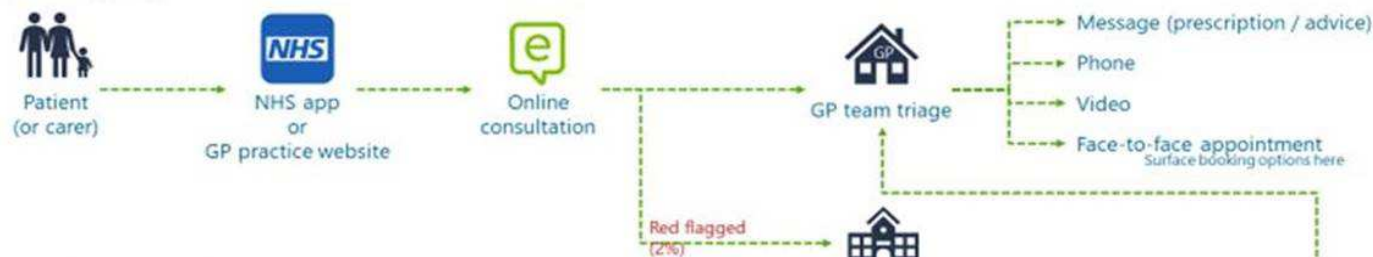 Patient
(or carer)
NHS
NHS app
or
GP practice website
e
Online
consultation
GP
GP team triage
Message (prescription / advice)
Phone
Video
Face-to-face appointment
Surface booking options here
Red flagged
(2%)